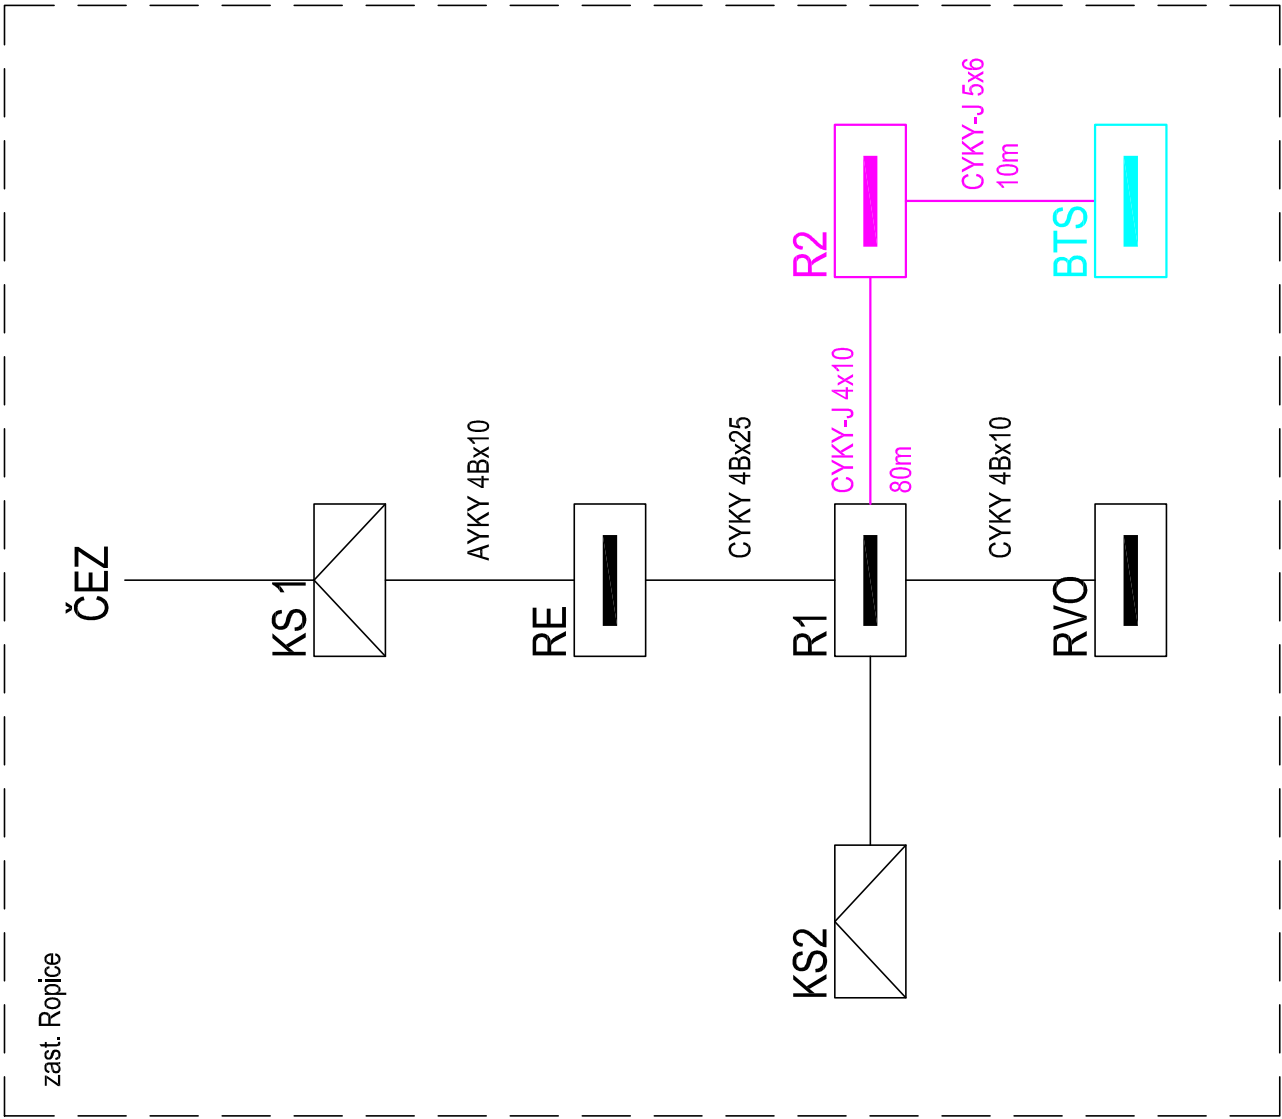 zast. Ropice
ČEZ
KS 1
AYKY 4Bx10
RE
CYKY 4Bx25
KS2
R1
CYKY-J 4x10
80m
R2
CYKY 4Bx10
CYKY-J 5x6
10m
RVO
BTS